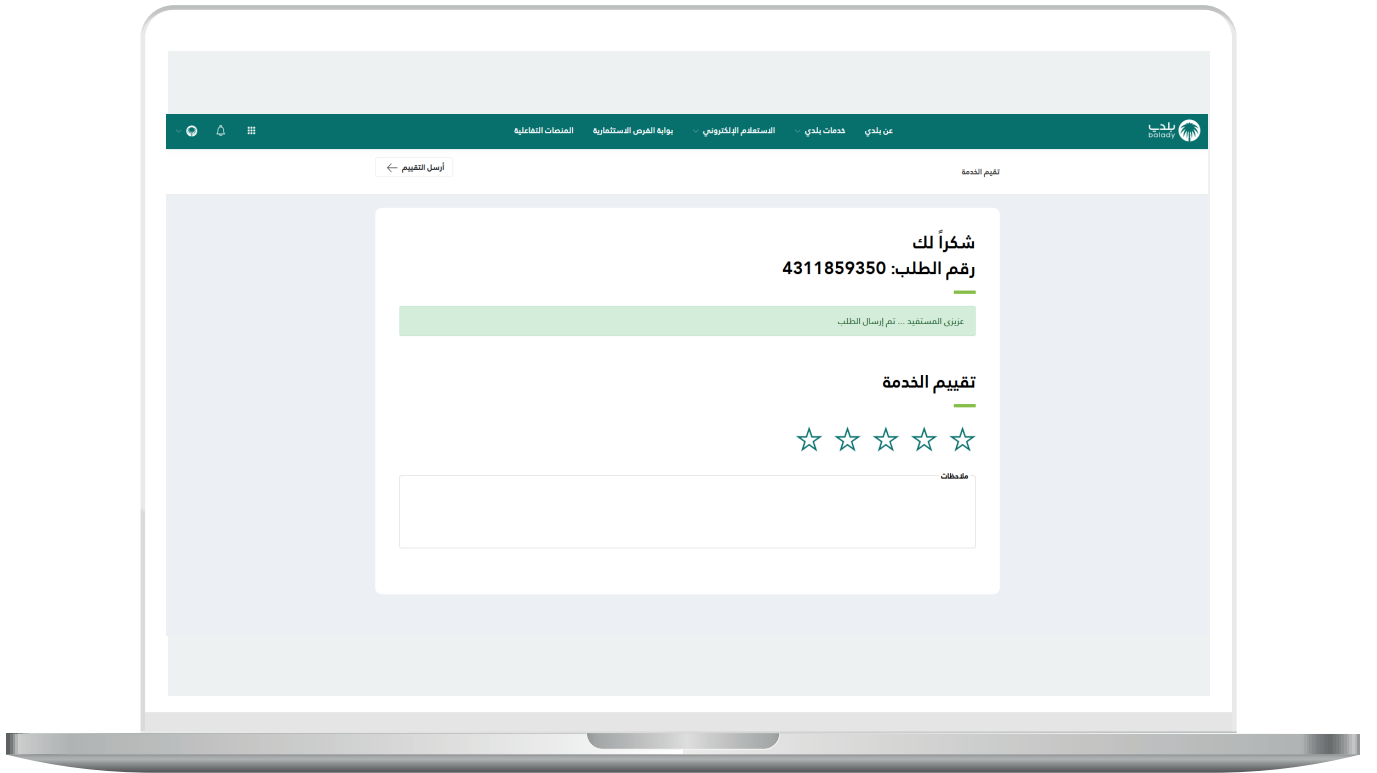 بلدي
balady
عن بلدي
خدمات بلدي
الاستعلام الإلكتروني
بوابة الفرص الاستثمارية
المنصات التفاعلية
تقيم الخدمة
أرسل التقييم
شكراً لك
رقم الطلب: 4311859350
عزيزى المستفيد ... تم إرسال الطلب
تقييم الخدمة
ملاحظات